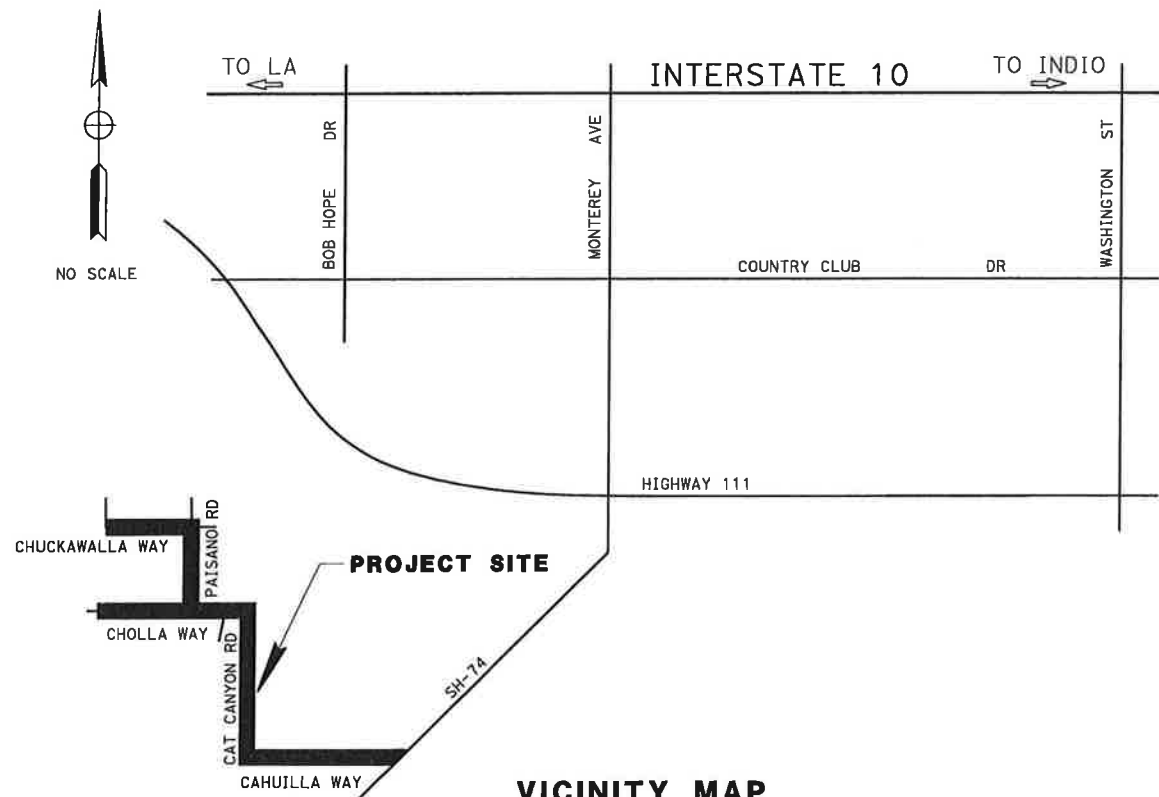 TO LA
INTERSTATE 10
TO INDIO
BOB HOPE DR
MONTEREY AVE
WASHINGTON ST
NO SCALE
COUNTRY CLUB DR
HIGHWAY 111
CHUCKAWALLA WAY
PAISANO RD
PROJECT SITE
CHOLLA WAY
CAT CANYON RD
SH-74
CAHUILLA WAY
VICINITY MAP